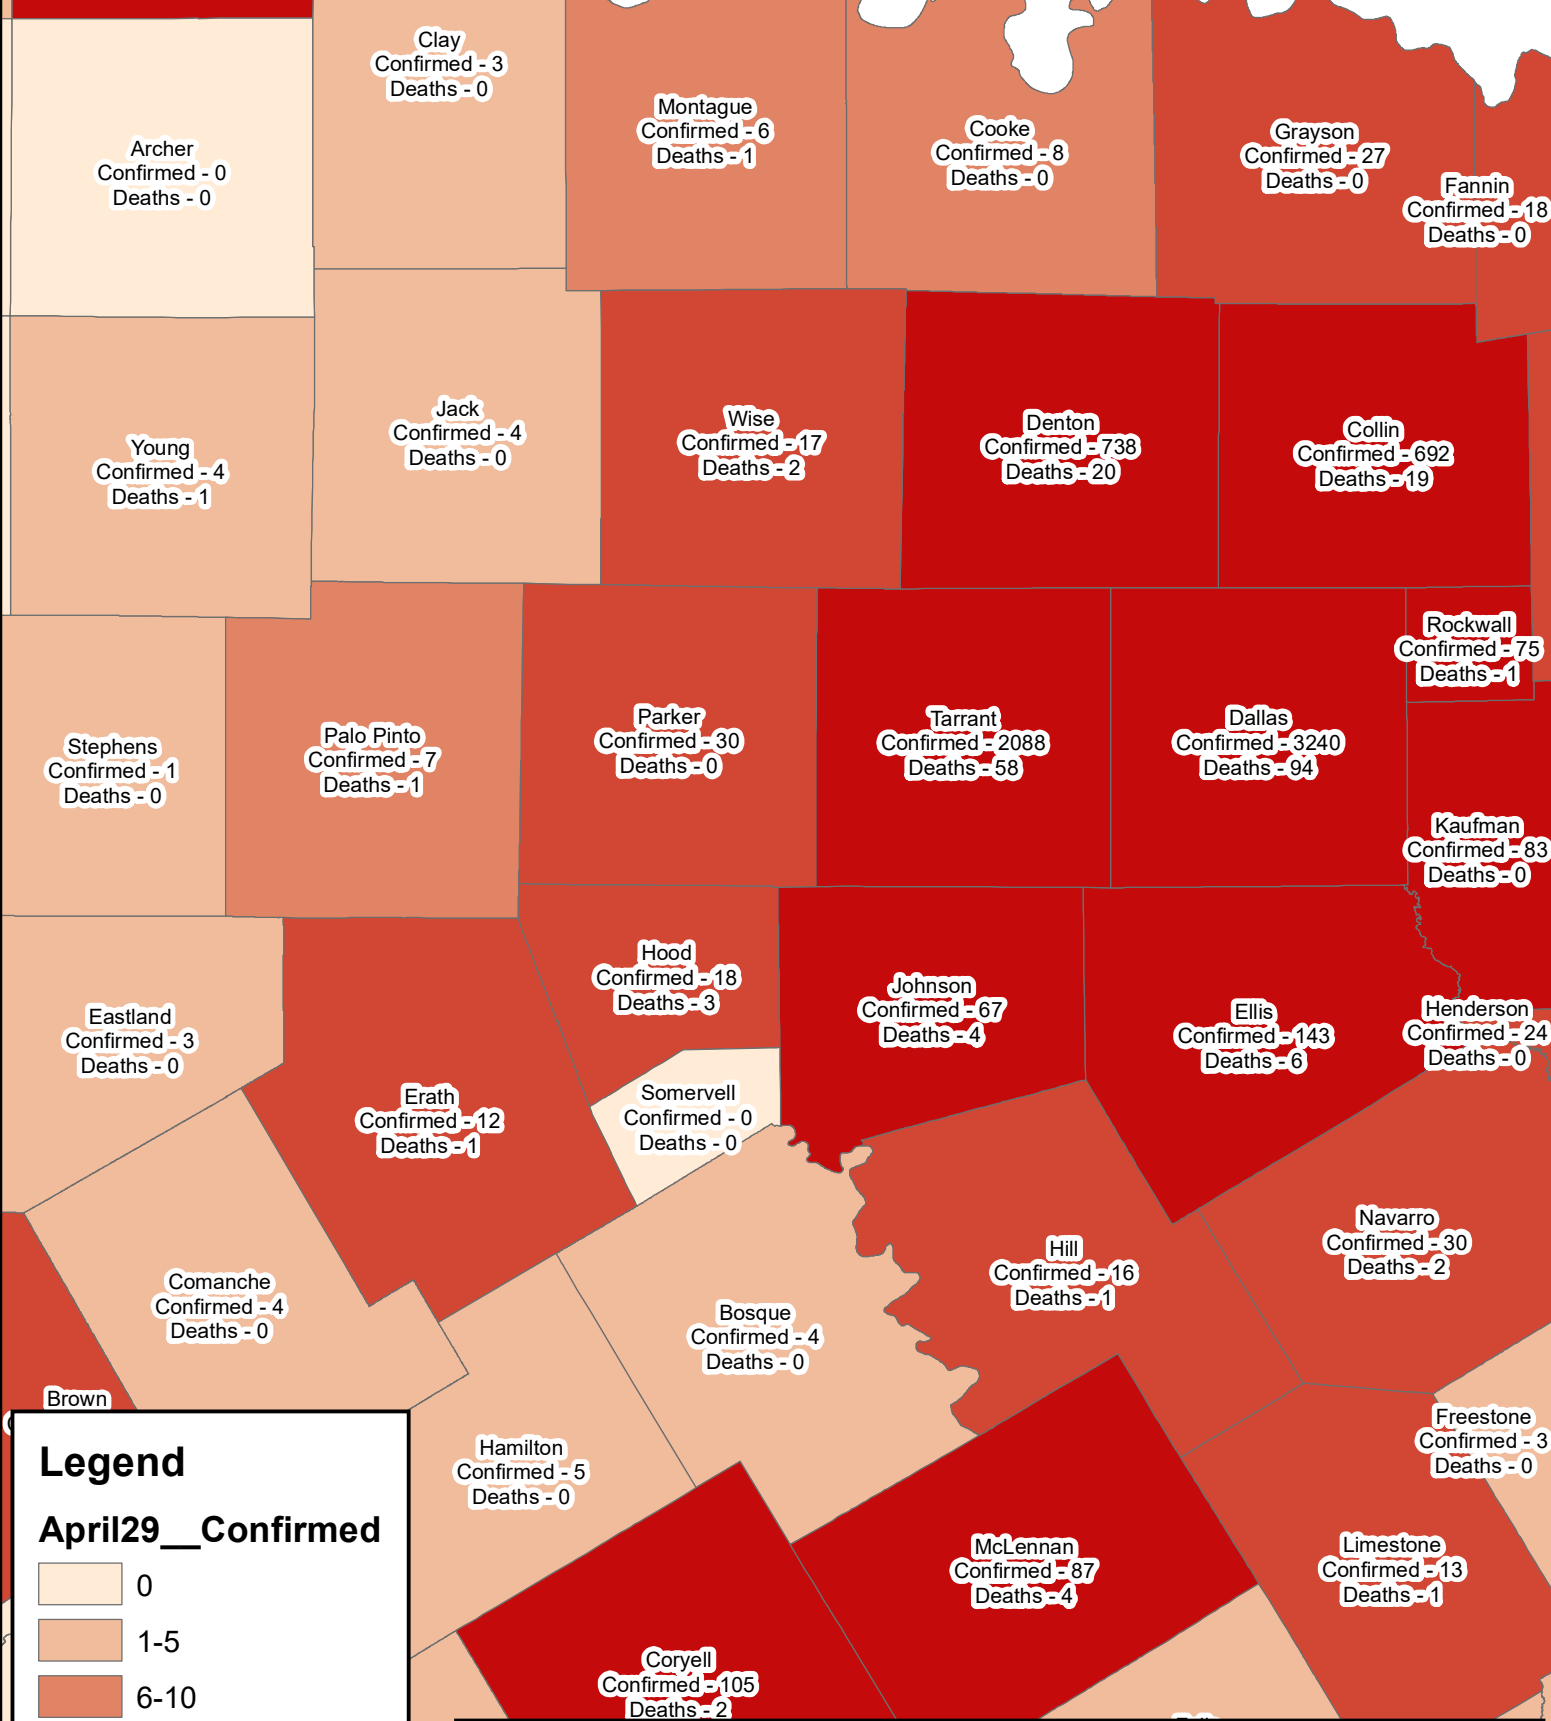 Clay
Confirmed - 3
Deaths - 0
Montague
Confirmed - 6
Deaths - 1
Cooke
Confirmed - 8
Deaths - 0
Grayson
Confirmed - 27
Deaths - 0
Archer
Confirmed - 0
Deaths - 0
Fannin
Confirmed - 18
Deaths - 0
Young
Confirmed - 4
Deaths - 1
Jack
Confirmed - 4
Deaths - 0
Wise
Confirmed - 17
Deaths - 2
Denton
Confirmed - 738
Deaths - 20
Collin
Confirmed - 692
Deaths - 19
Rockwall
Confirmed - 75
Deaths - 1
Stephens
Confirmed - 1
Deaths - 0
Palo Pinto
Confirmed - 7
Deaths - 1
Parker
Confirmed - 30
Deaths - 0
Tarrant
Confirmed - 2088
Deaths - 58
Dallas
Confirmed - 3240
Deaths - 94
Kaufman
Confirmed - 83
Deaths - 0
Hood
Confirmed - 18
Deaths - 3
Johnson
Confirmed - 67
Deaths - 4
Ellis
Confirmed - 143
Deaths - 6
Henderson
Confirmed - 24
Deaths - 0
Eastland
Confirmed - 3
Deaths - 0
Erath
Confirmed - 12
Deaths - 1
Somervell
Confirmed - 0
Deaths - 0
Comanche
Confirmed - 4
Deaths - 0
Bosque
Confirmed - 4
Deaths - 0
Hill
Confirmed - 16
Deaths - 1
Navarro
Confirmed - 30
Deaths - 2
Brown
Hamilton
Confirmed - 5
Deaths - 0
Freestone
Confirmed - 3
Deaths - 0
McLennan
Confirmed - 87
Deaths - 4
Limestone
Confirmed - 13
Deaths - 1
Coryell
Confirmed - 105
Deaths - 2
Legend
April29__Confirmed
0
1-5
6-10